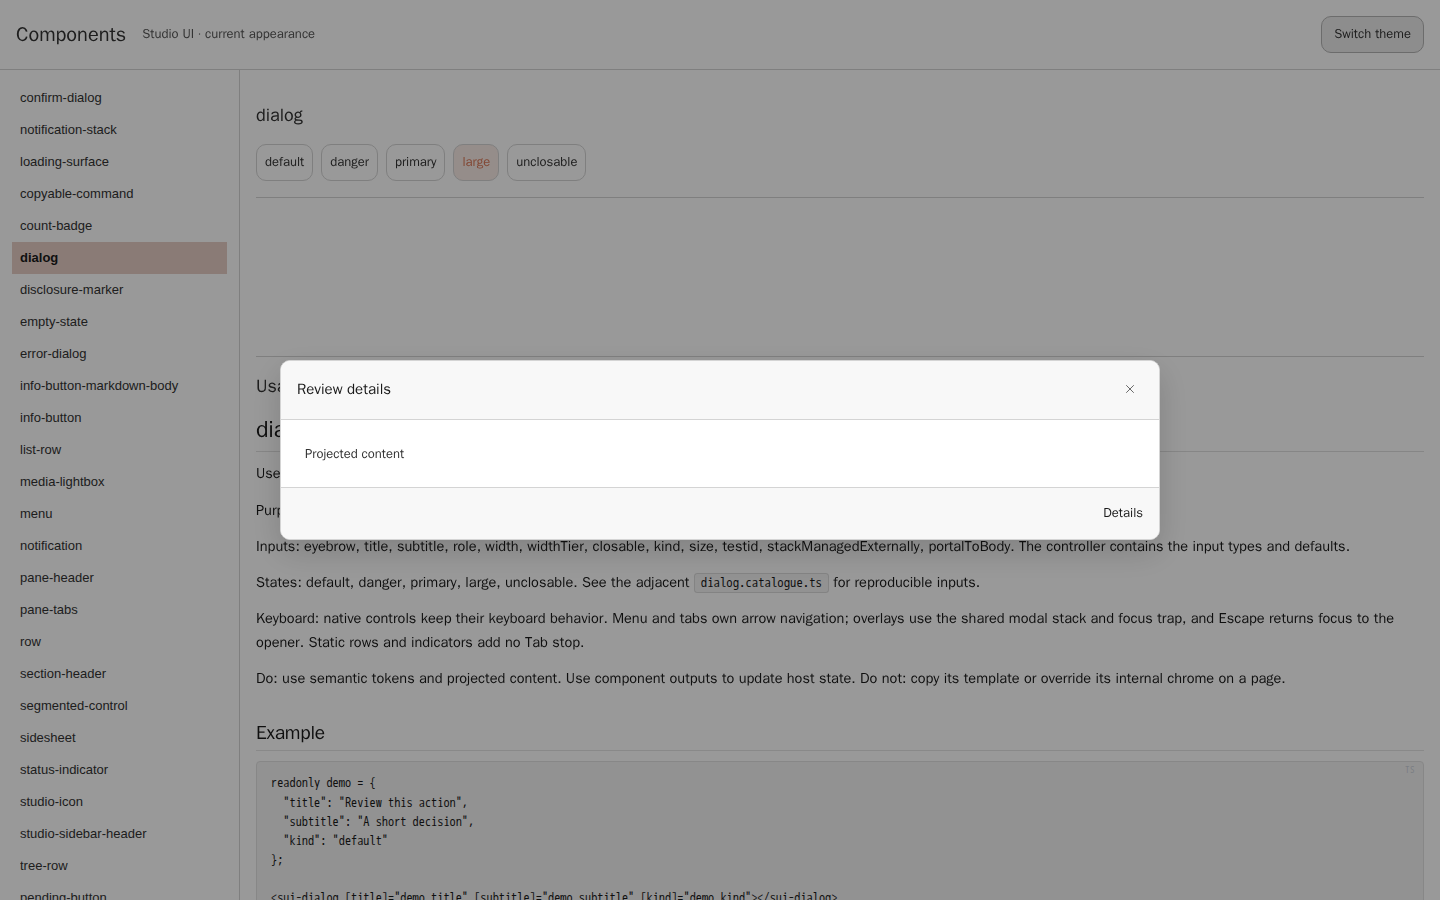 Components
Studio UI · current appearance
Switch theme
confirm-dialog
notification-stack
loading-surface
copyable-command
count-badge
dialog
disclosure-marker
empty-state
error-dialog
info-button-markdown-body
info-button
list-row
media-lightbox
menu
notification
pane-header
pane-tabs
row
section-header
segmented-control
sidesheet
status-indicator
studio-icon
studio-sidebar-header
tree-row
pending-button
dialog
default
danger
primary
large
unclosable
Review details
Projected content
Details
Use
Inputs: eyebrow, title, subtitle, role, width, widthTier, closable, kind, size, testid, stackManagedExternally, portalToBody. The controller contains the input types and defaults.
States: default, danger, primary, large, unclosable. See the adjacent dialog.catalogue.ts for reproducible inputs.
Keyboard: native controls keep their keyboard behavior. Menu and tabs own arrow navigation; overlays use the shared modal stack and focus trap, and Escape returns focus to the
opener. Static rows and indicators add no Tab stop.
Do: use semantic tokens and projected content. Use component outputs to update host state. Do not: copy its template or override its internal chrome on a page.
Example
TS
readonly demo = {
"title": "Review this action",
"subtitle": "A short decision",
"kind": "default"
};
<sui-dialog [title]="demo.title" [subtitle]="demo.subtitle" [kind]="demo.kind"></sui-dialog>